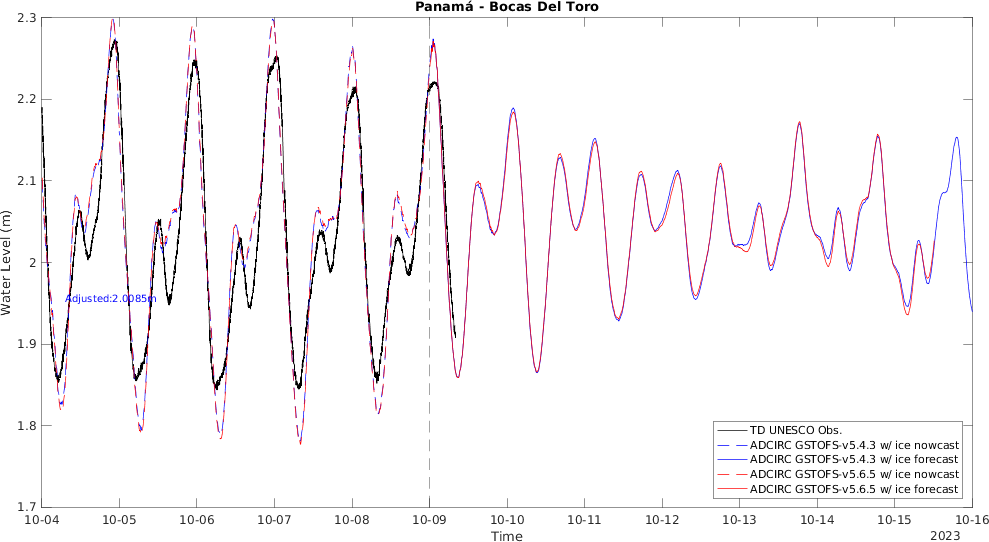 Panamá - Bocas Del Toro
Water Level (m)
2.3
2.2
2.1
2
1.9
1.8
1.7
Adjusted:2.0085m
TD UNESCO Obs.
ADCIRC GSTOFS-v5.4.3 w/ ice nowcast
ADCIRC GSTOFS-v5.4.3 w/ ice forecast
ADCIRC GSTOFS-v5.6.5 w/ ice nowcast
ADCIRC GSTOFS-v5.6.5 w/ ice forecast
10-04 10-05 10-06 10-07 10-08 10-09 10-10 10-11 10-12 10-13 10-14 10-15 10-16
Time
2023